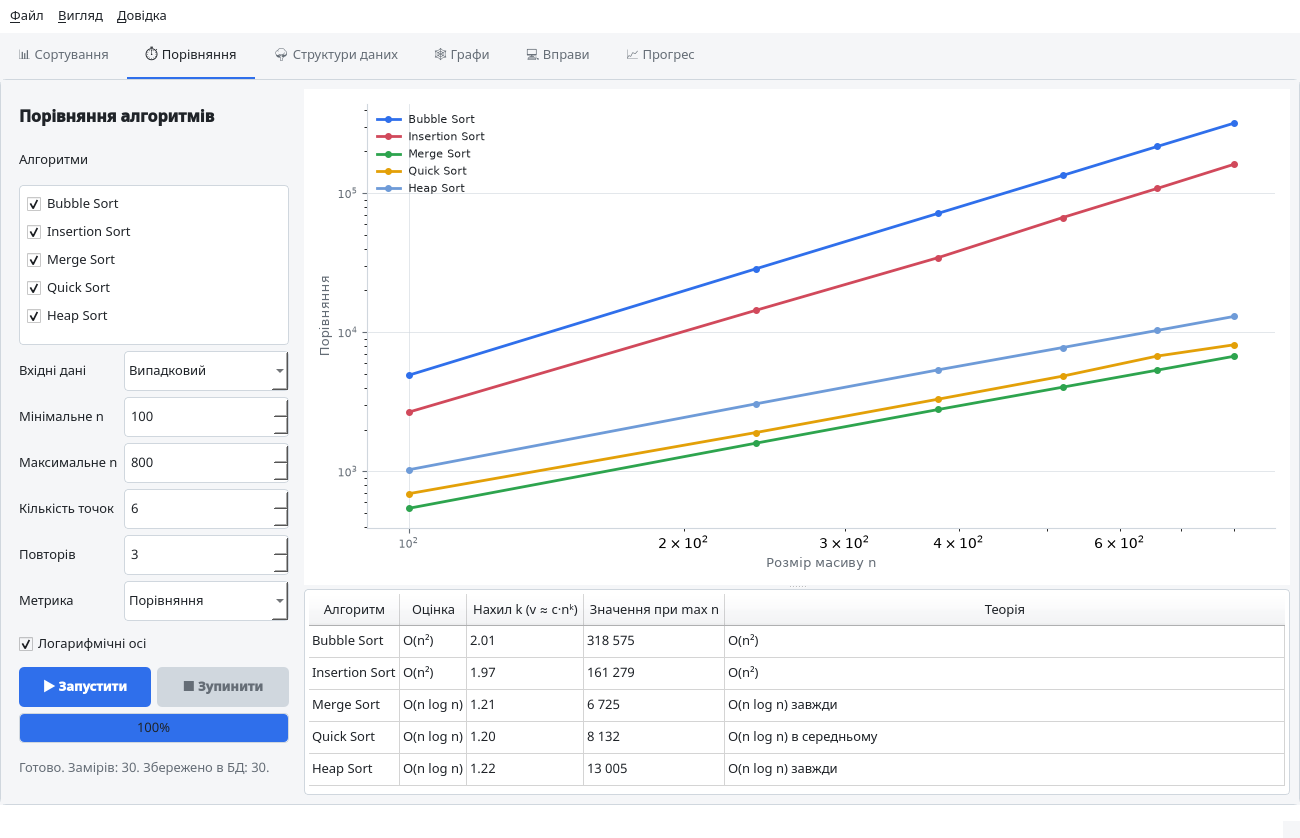 Файл Вигляд Довідка
Сортування Порівняння Структури даних Графи Вправи Прогрес
Порівняння алгоритмів
Алгоритми
Bubble Sort
Insertion Sort
Merge Sort
Quick Sort
Heap Sort
Вхідні дані Випадковий
Мінімальне n 100
Максимальне n 800
Кількість точок 6
Повторів 3
Метрика Порівняння
Логарифмічні осі
▶ Запустити ■ Зупинити
100%
Готово. Замірів: 30. Збережено в БД: 30.
Bubble Sort
Insertion Sort
Merge Sort
Quick Sort
Heap Sort
Порівняння
10⁵
10⁴
10³
10² 2 × 10² 3 × 10² 4 × 10² 6 × 10²
Розмір масиву n
Алгоритм Оцінка Нахил k (v ≈ c·nᵏ) Значення при max n Теорія
Bubble Sort O(n²) 2.01 318 575 O(n²)
Insertion Sort O(n²) 1.97 161 279 O(n²)
Merge Sort O(n log n) 1.21 6 725 O(n log n) завжди
Quick Sort O(n log n) 1.20 8 132 O(n log n) в середньому
Heap Sort O(n log n) 1.22 13 005 O(n log n) завжди